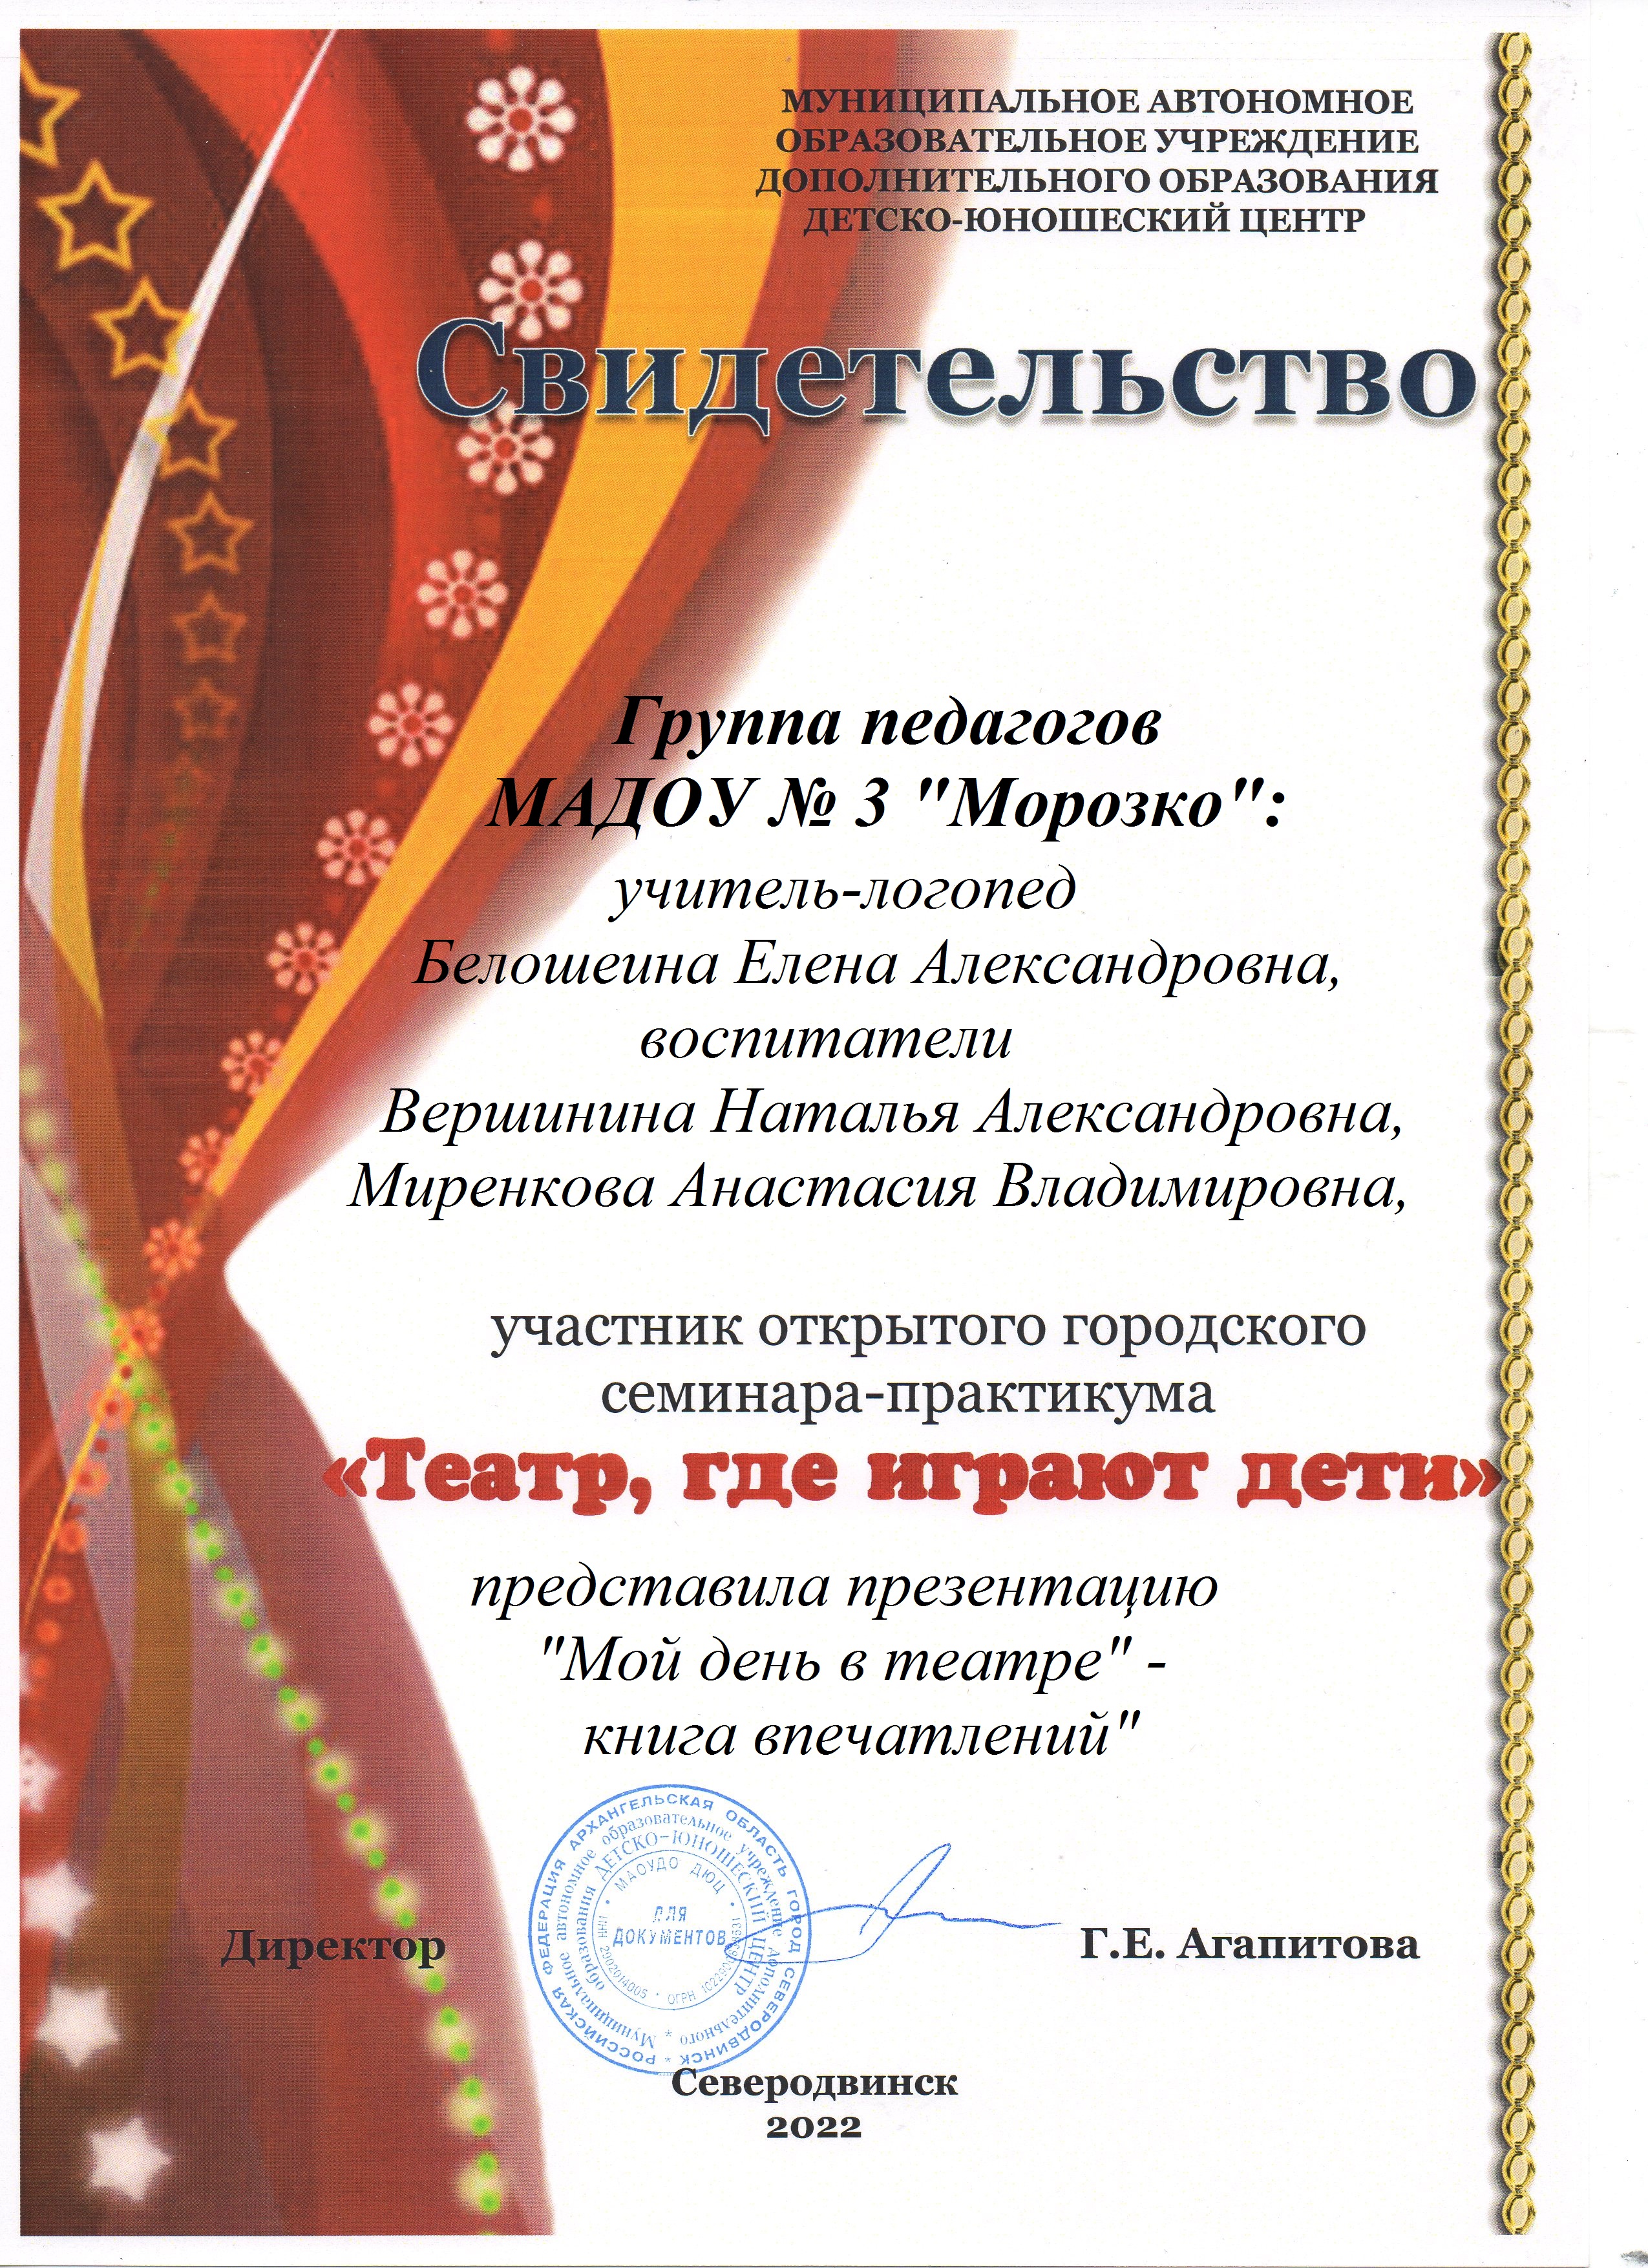 МУНИЦИПАЛЬНОЕ АВТОНОМНОЕ
ОБРАЗОВАТЕЛЬНОЕ УЧРЕЖДЕНИЕ
ДОПОЛНИТЕЛЬНОГО ОБРАЗОВАНИЯ
ДЕТСКО-ЮНОШЕСКИЙ ЦЕНТР
Свидетельство
Группа педагогов
МАДОУ № 3 "Морозко":
учитель-логопед
Белошеина Елена Александровна,
воспитатели
Вершинина Наталья Александровна,
Миренкова Анастасия Владимировна,
участник открытого городского
семинара-практикума
«Театр, где играют дети»
представила презентацию
"Мой день в театре" -
книга впечатлений"
Директор
Г.Е. Агапитова
РОССИЙСКАЯ ФЕДЕРАЦИЯ АРХАНГЕЛЬСКАЯ ОБЛАСТЬ ГОРОД СЕВЕРОДВИНСК *
Муниципальное автономное образовательное учреждение дополнительного *
образования ДЕТСКО-ЮНОШЕСКИЙ ЦЕНТР
• МАОУДО ДЮЦ •
ИНН 2902014005 • ОГРН
ДЛЯ
ДОКУМЕНТОВ
Северодвинск
2022